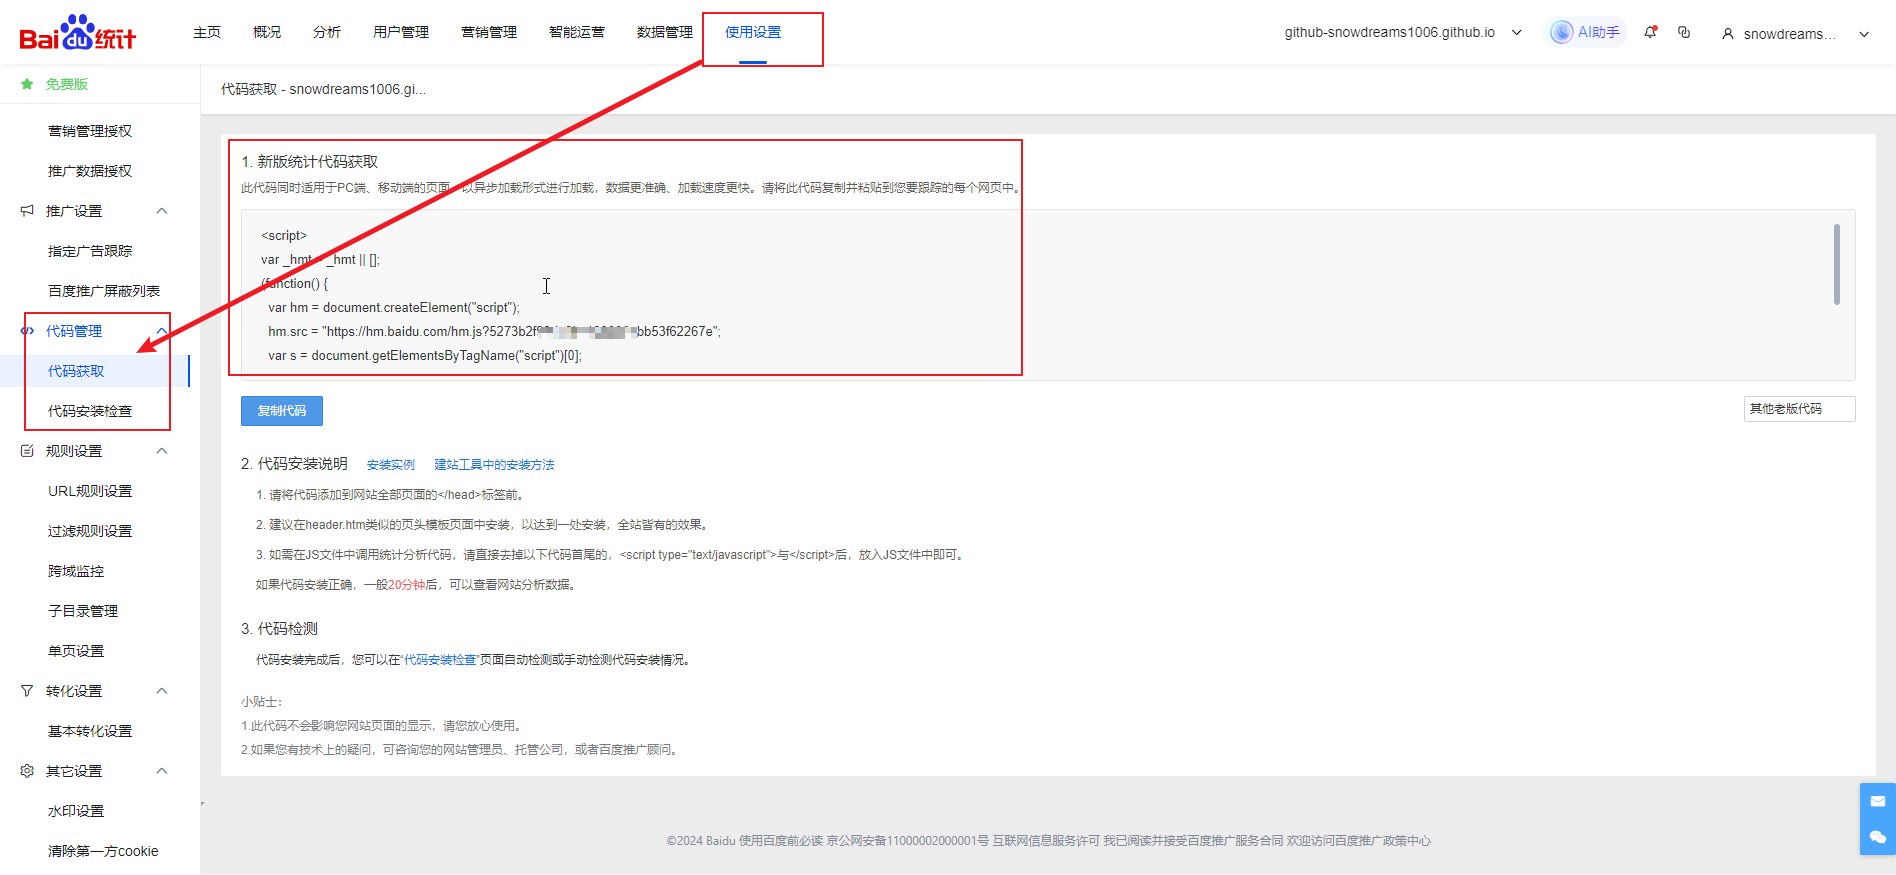 Baidu统计
主页
概况
分析
用户管理
营销管理
智能运营
数据管理
使用设置
github-snowdreams1006.github.io
AI助手
snowdreams...
免费版
营销管理授权
推广数据授权
推广设置
指定广告跟踪
百度推广屏蔽列表
代码管理
代码获取
代码安装检查
规则设置
URL规则设置
过滤规则设置
跨域监控
子目录管理
单页设置
转化设置
基本转化设置
其它设置
水印设置
清除第一方cookie
代码获取 - snowdreams1006.gi...
1. 新版统计代码获取
此代码同时适用于PC端、移动端的页面，以异步加载形式进行加载，数据更准确、加载速度更快。请将此代码复制并粘贴到您要跟踪的每个网页中。
<script>
var _hmt = _hmt || [];
(function() {
var hm = document.createElement("script");
hm.src = "https://hm.baidu.com/hm.js?5273b2f bb53f62267e";
var s = document.getElementsByTagName("script")[0];
复制代码
其他老版代码
2. 代码安装说明 安装实例 建站工具中的安装方法
1. 请将代码添加到网站全部页面的</head>标签前。
2. 建议在header.htm类似的页头模板页面中安装，以达到一处安装，全站皆有的效果。
3. 如需在JS文件中调用统计分析代码，请直接去掉以下代码首尾的，<script type="text/javascript">与</script>后，放入JS文件中即可。
如果代码安装正确，一般20分钟后，可以查看网站分析数据。
3. 代码检测
代码安装完成后，您可以在“代码安装检查”页面自动检测或手动检测代码安装情况。
小贴士：
1.此代码不会影响您网站页面的显示，请您放心使用。
2.如果您有技术上的疑问，可咨询您的网站管理员、托管公司，或者百度推广顾问。
©2024 Baidu 使用百度前必读 京公网安备11000002000001号 互联网信息服务许可 我已阅读并接受百度推广服务合同 欢迎访问百度推广政策中心